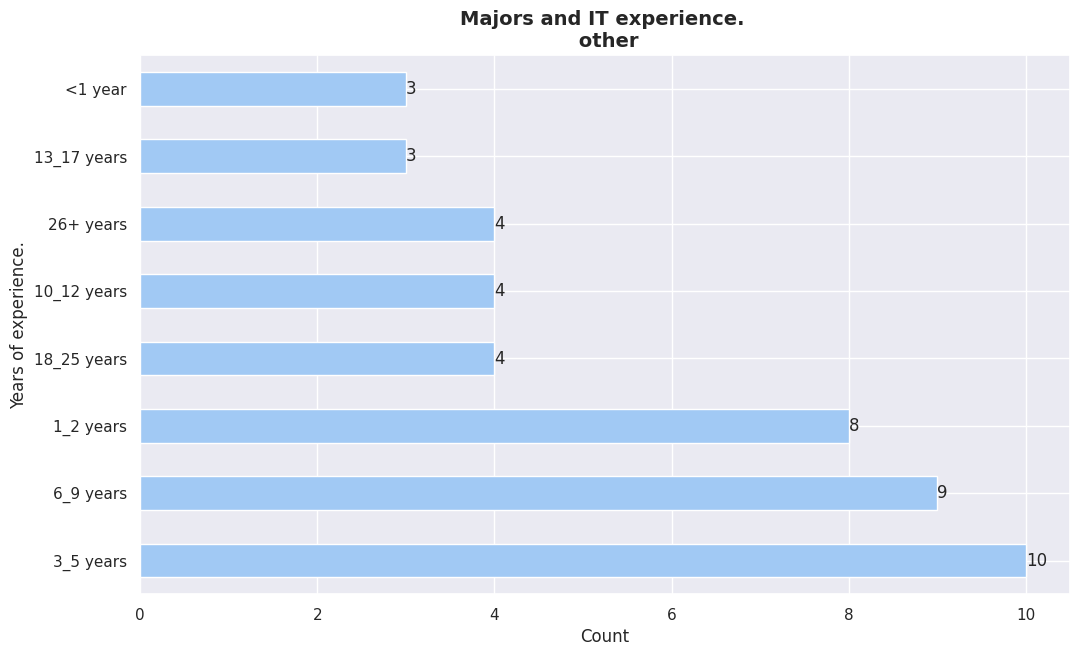 Majors and IT experience.
other
<1 year
3
13_17 years
3
26+ years
4
10_12 years
4
18_25 years
4
1_2 years
8
6_9 years
9
3_5 years
10
Years of experience.
0 2 4 6 8 10
Count